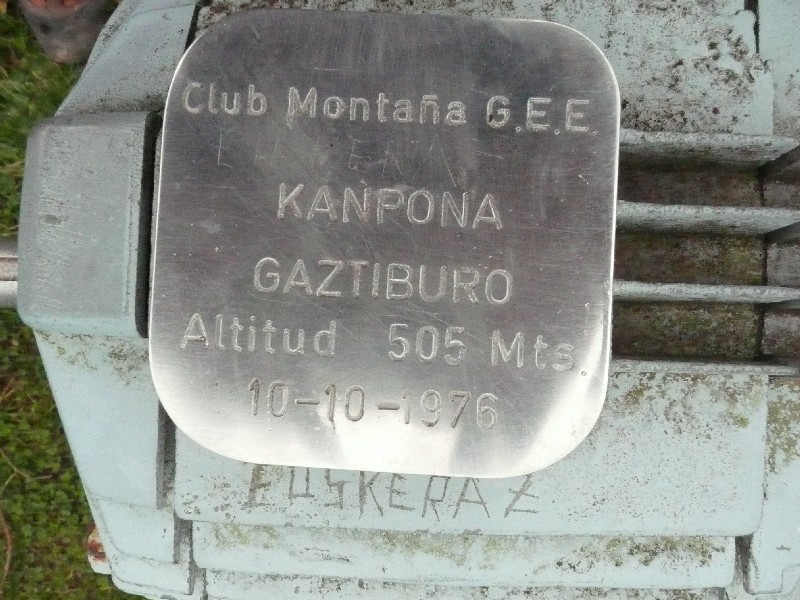 Club Montaña G.E.E.
KANPONA
GAZTIBURO
Altitud 505 Mts.
10-10-1976
EUSKERAZ